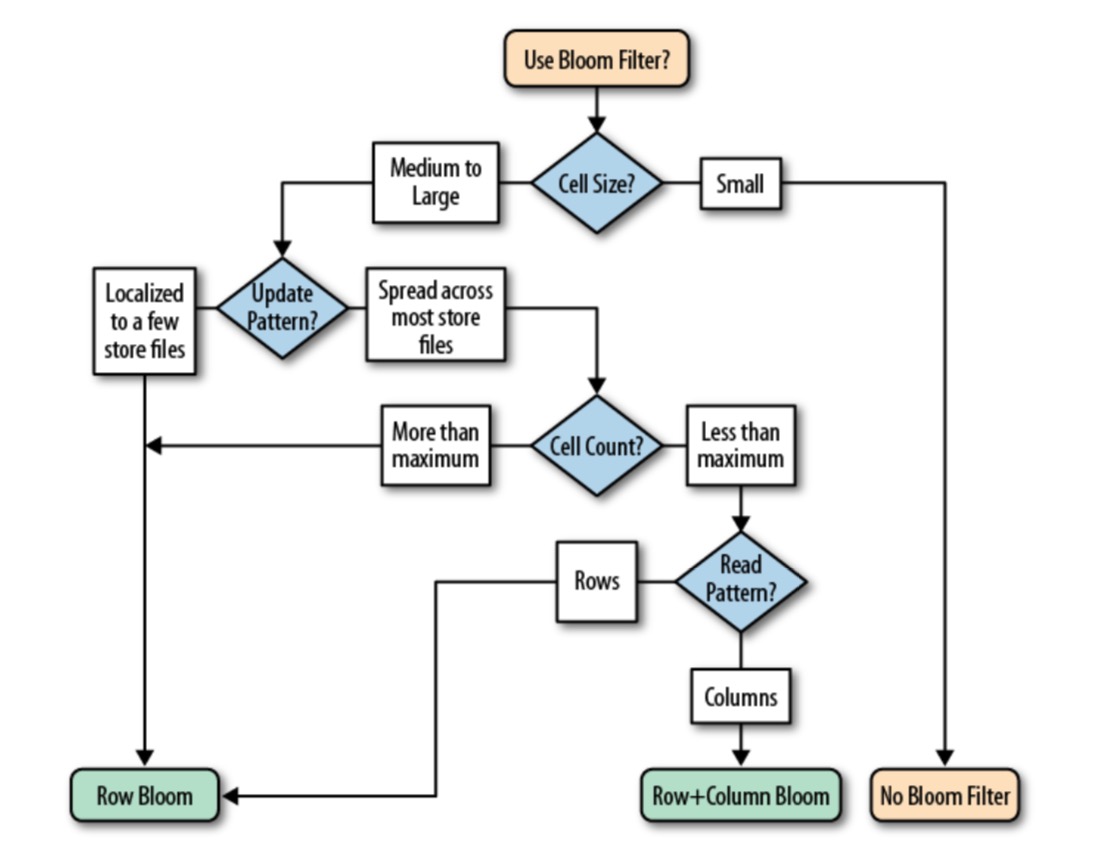 Use Bloom Filter?
Medium to
Large
Cell Size?
Small
Localized
to a few
store files
Update
Pattern?
Spread across
most store
files
More than
maximum
Cell Count?
Less than
maximum
Rows
Read
Pattern?
Columns
Row Bloom
Row+Column Bloom
No Bloom Filter